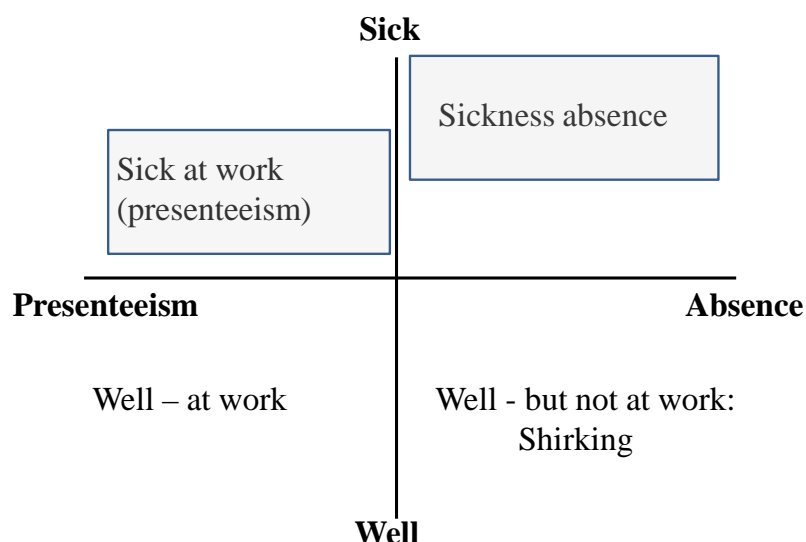 Sick
Sickness absence
Sick at work
(presenteeism)
Presenteeism
Absence
Well – at work
Well - but not at work:
Shirking
Well